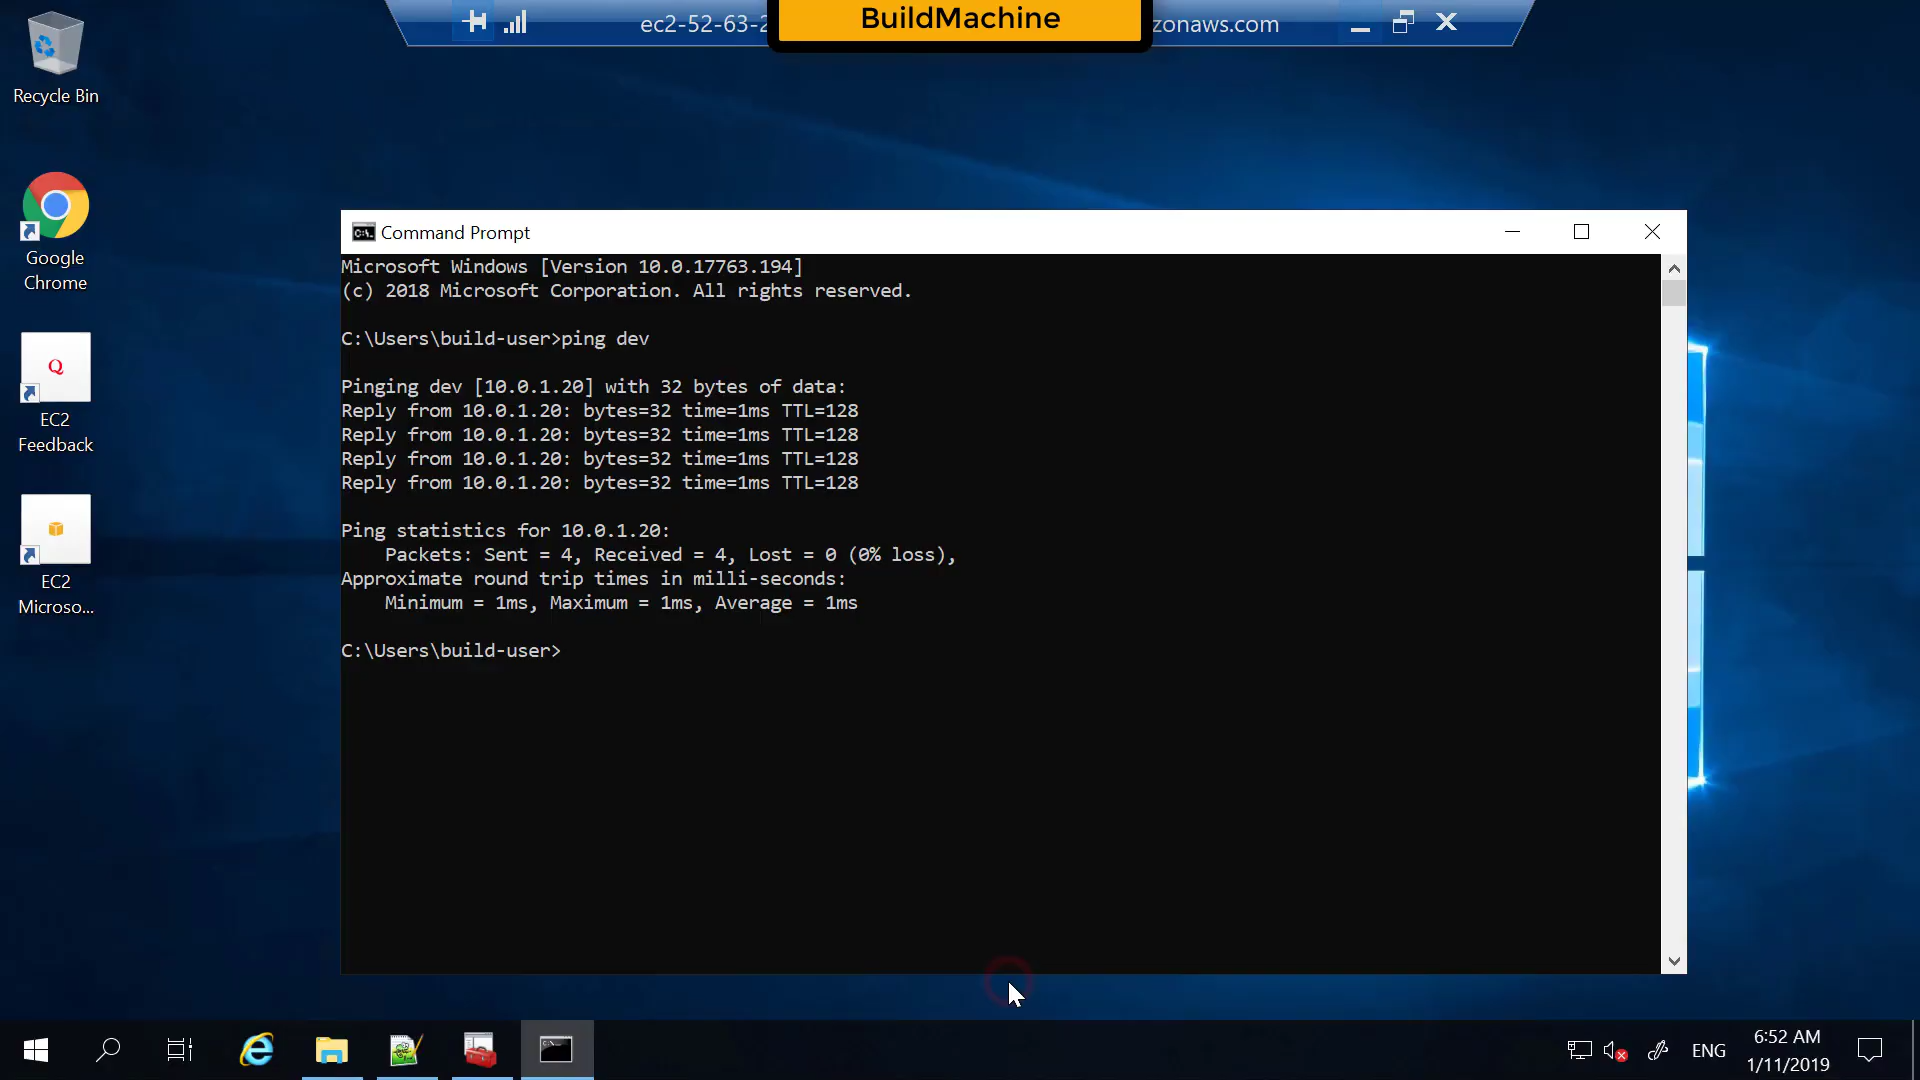 BuildMachine
ec2-52-63-2
zonaws.com
Recycle Bin
Google
Chrome
Q
EC2
Feedback
EC2
Microso...
Command Prompt
Microsoft Windows [Version 10.0.17763.194]
(c) 2018 Microsoft Corporation. All rights reserved.
C:\Users\build-user>ping dev
Pinging dev [10.0.1.20] with 32 bytes of data:
Reply from 10.0.1.20: bytes=32 time=1ms TTL=128
Reply from 10.0.1.20: bytes=32 time=1ms TTL=128
Reply from 10.0.1.20: bytes=32 time=1ms TTL=128
Reply from 10.0.1.20: bytes=32 time=1ms TTL=128
Ping statistics for 10.0.1.20:
Packets: Sent = 4, Received = 4, Lost = 0 (0% loss),
Approximate round trip times in milli-seconds:
Minimum = 1ms, Maximum = 1ms, Average = 1ms
C:\Users\build-user>
ENG
6:52 AM
1/11/2019